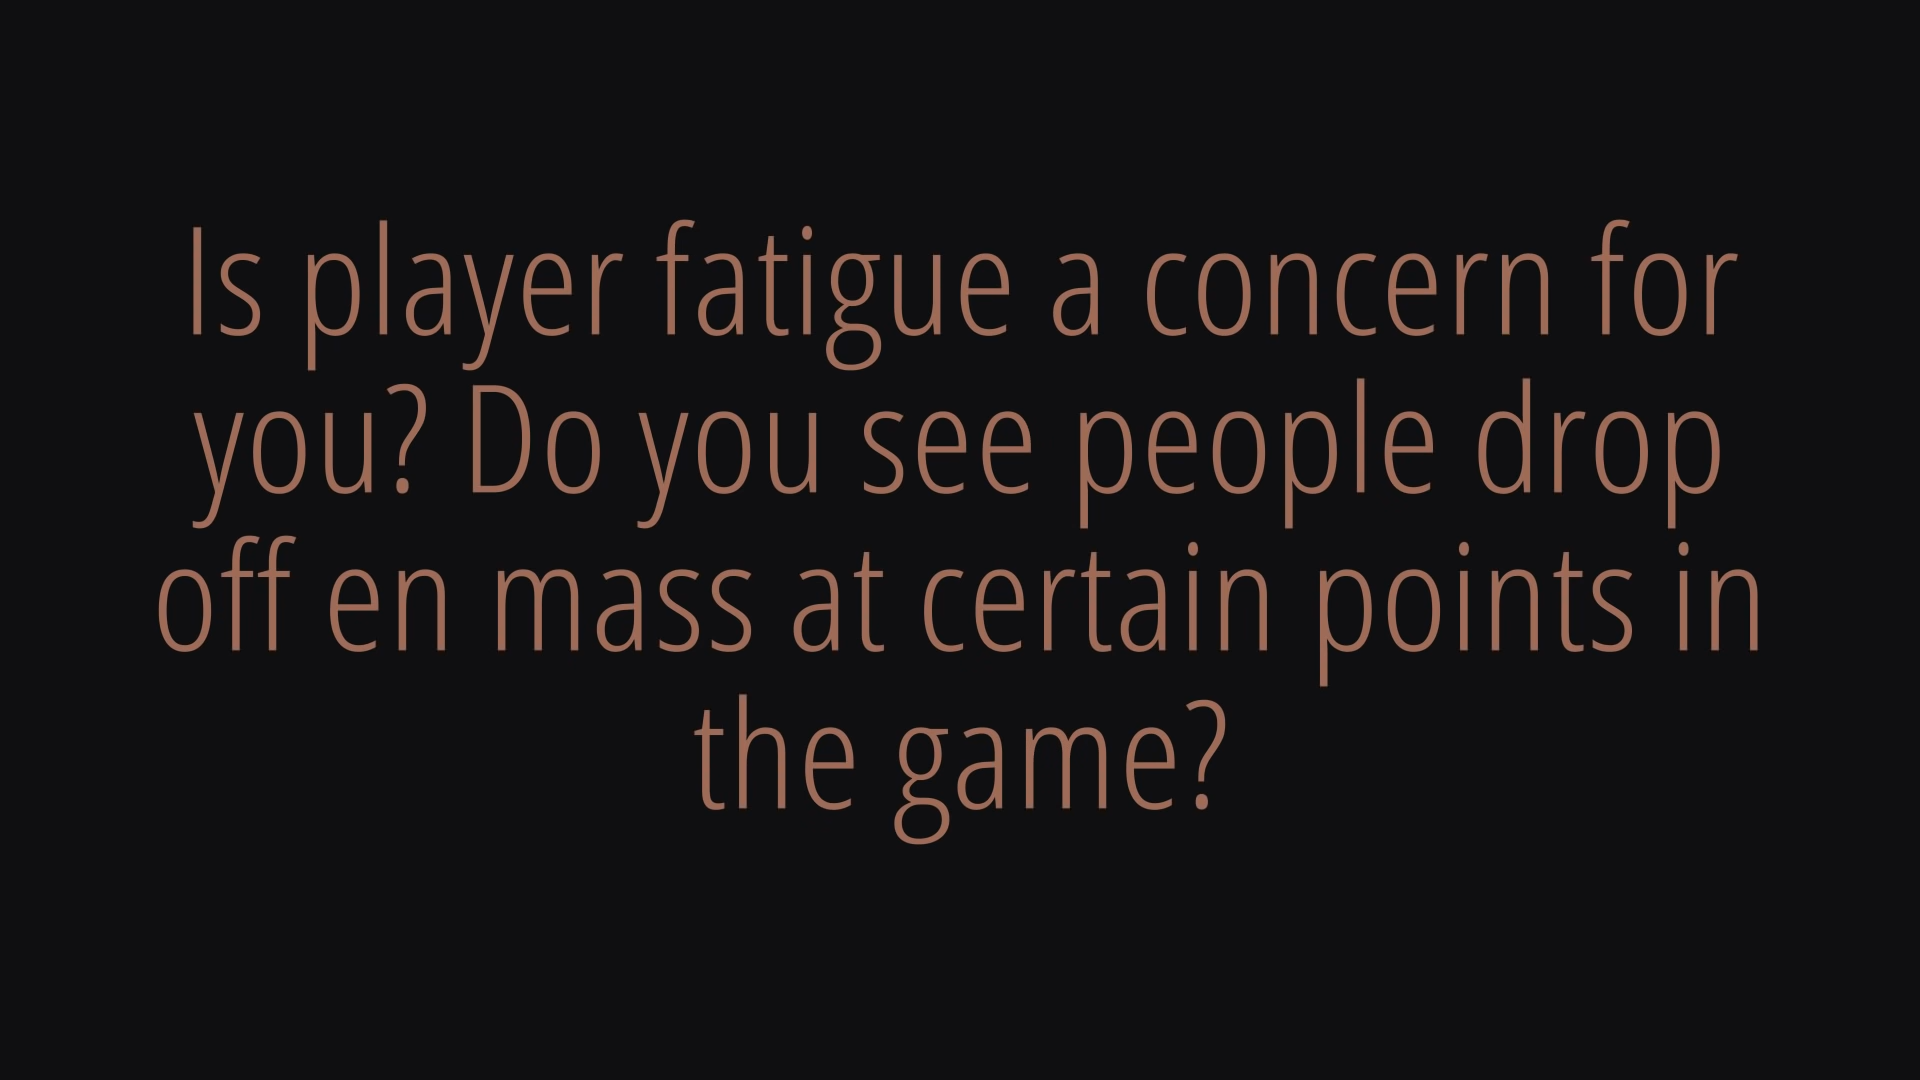 Is player fatigue a concern for
you? Do you see people drop
off en mass at certain points in
the game?